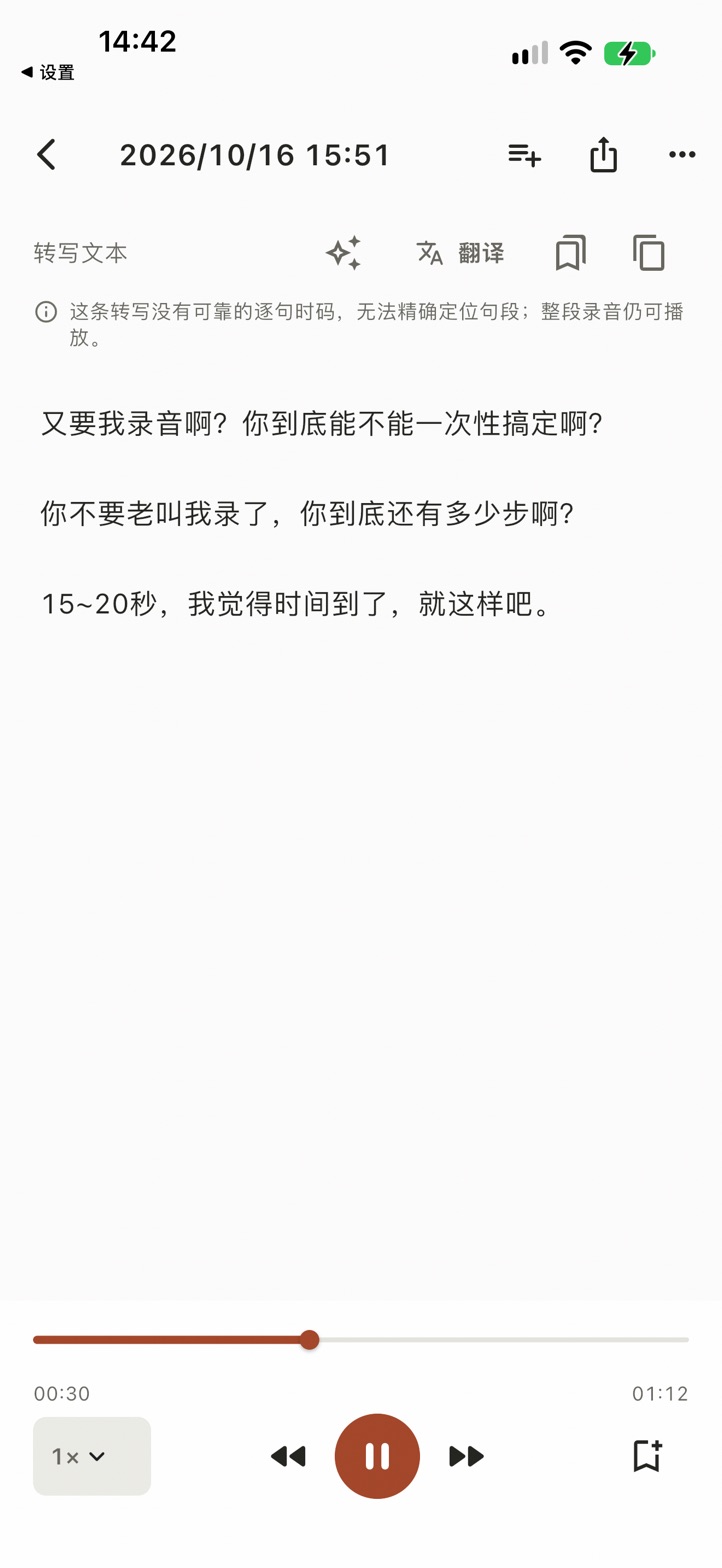 14:42
设置
2026/10/16 15:51
转写文本
翻译
这条转写没有可靠的逐句时码，无法精确定位句段；整段录音仍可播
放。
又要我录音啊？你到底能不能一次性搞定啊？
你不要老叫我录了，你到底还有多少步啊？
15~20秒，我觉得时间到了，就这样吧。
00:30
01:12
1×